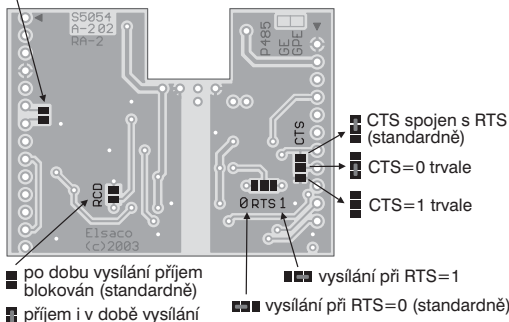 S5054
A-202
RA-2
p485
GE
GPE
CTS
CTS spojen s RTS
(standardně)
CTS=0 trvale
CTS=1 trvale
RCD
0 RTS 1
Elsaco
(c)2003
po dobu vysílání příjem
blokován (standardně)
příjem i v době vysílání
vysílání při RTS=1
vysílání při RTS=0 (standardně)